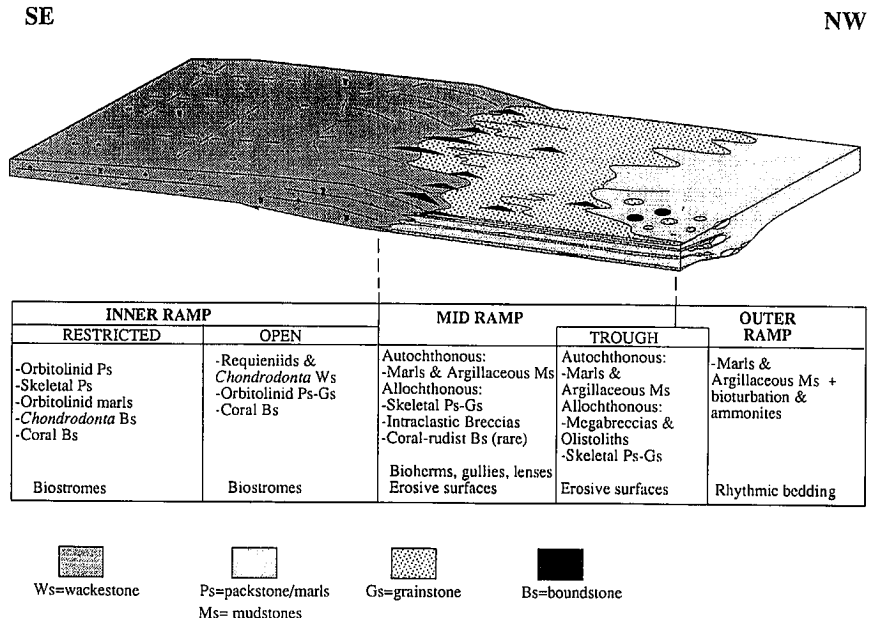 SE
NW
INNER RAMP
MID RAMP
OUTER
RAMP
RESTRICTED
OPEN
TROUGH
-Orbitolinid Ps
-Skeletal Ps
-Orbitolinid marls
-Chondrodonta Bs
-Coral Bs
Biostromes
-Requieniids &
Chondrodonta Ws
-Orbitolinid Ps-Gs
-Coral Bs
Biostromes
Autochthonous:
-Marls & Argillaceous Ms
Allochthonous:
-Skeletal Ps-Gs
-Intraclastic Breccias
-Coral-rudist Bs (rare)
Bioherms, gullies, lenses
Erosive surfaces
Autochthonous:
-Marls &
Argillaceous Ms
Allochthonous:
-Megabreccias &
Olistoliths
-Skeletal Ps-Gs
Erosive surfaces
-Marls &
Argillaceous Ms +
bioturbation &
ammonites
Rhythmic bedding
Ws=wackestone
Ps=packstone/marls
Ms= mudstones
Gs=grainstone
Bs=boundstone